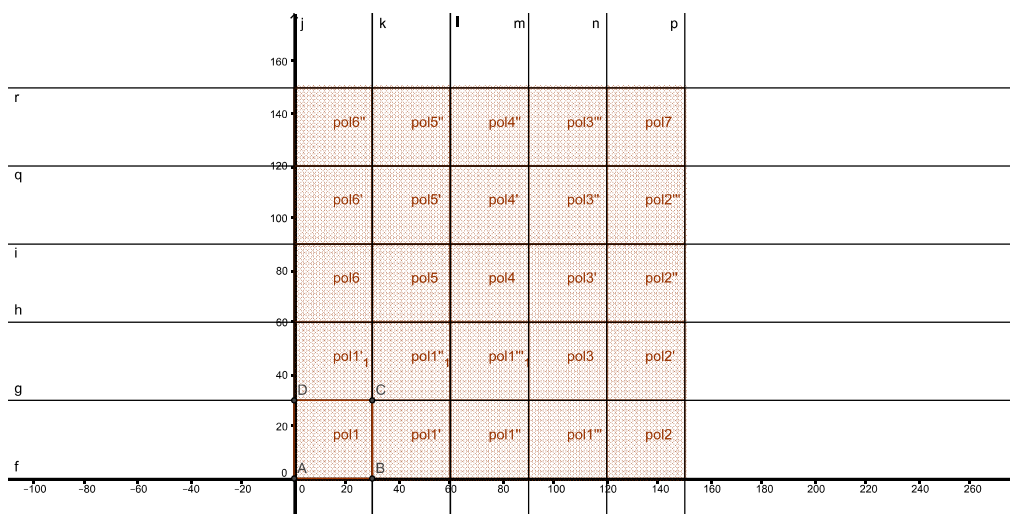 j k l m n p
160
r
140
pol6'' pol5'' pol4'' pol3''' pol7
120
q
pol6' pol5' pol4' pol3'' pol2'''
100
i
80
pol6 pol5 pol4 pol3' pol2''
h
60
pol1'₁ pol1''₁ pol1'''₁ pol3 pol2'
40
g D C
20
pol1 pol1' pol1'' pol1''' pol2
f 0 A B
−100 −80 −60 −40 −20 0 20 40 60 80 100 120 140 160 180 200 220 240 260